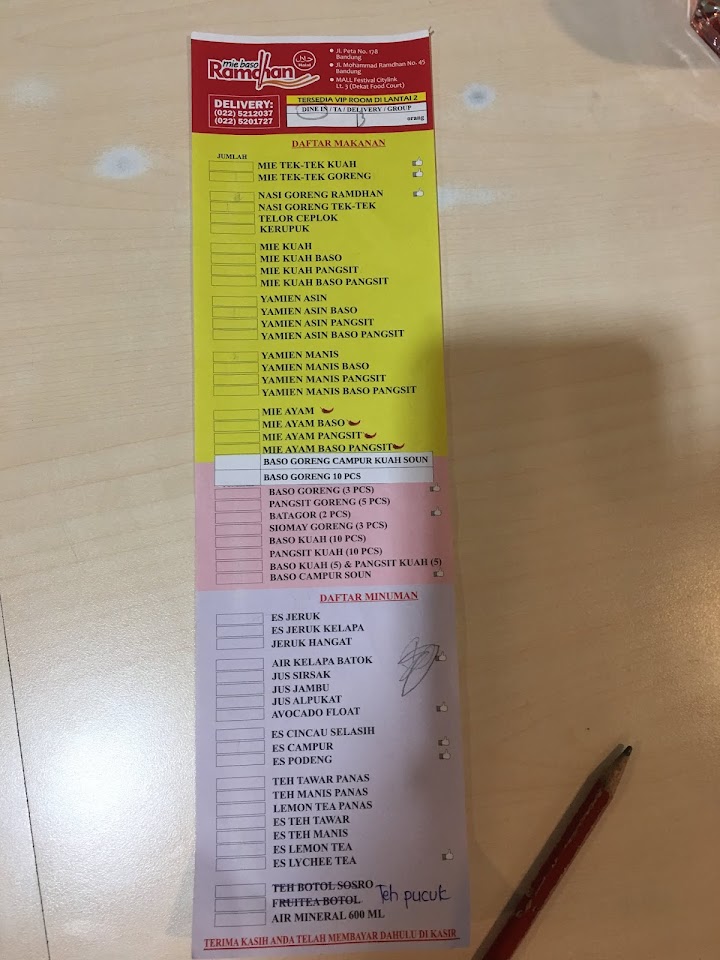 mie baso
Ramdhan
Halal
Jl. Peta No. 178
Bandung
Jl. Mohammad Ramdhan No. 45
Bandung
MALL Festival Citylink
Lt. 3 (Dekat Food Court)
DELIVERY:
(022) 5212037
(022) 5201727
TERSEDIA VIP ROOM DI LANTAI 2
DINE IN / TA / DELIVERY / GROUP
13 orang
DAFTAR MAKANAN
JUMLAH
MIE TEK-TEK KUAH
MIE TEK-TEK GORENG
NASI GORENG RAMDHAN
NASI GORENG TEK-TEK
TELOR CEPLOK
KERUPUK
MIE KUAH
MIE KUAH BASO
MIE KUAH PANGSIT
MIE KUAH BASO PANGSIT
YAMIEN ASIN
YAMIEN ASIN BASO
YAMIEN ASIN PANGSIT
YAMIEN ASIN BASO PANGSIT
YAMIEN MANIS
YAMIEN MANIS BASO
YAMIEN MANIS PANGSIT
YAMIEN MANIS BASO PANGSIT
MIE AYAM
MIE AYAM BASO
MIE AYAM PANGSIT
MIE AYAM BASO PANGSIT
BASO GORENG CAMPUR KUAH SOUN
BASO GORENG 10 PCS
BASO GORENG (3 PCS)
PANGSIT GORENG (5 PCS)
BATAGOR (2 PCS)
SIOMAY GORENG (3 PCS)
BASO KUAH (10 PCS)
PANGSIT KUAH (10 PCS)
BASO KUAH (5) & PANGSIT KUAH (5)
BASO CAMPUR SOUN
DAFTAR MINUMAN
ES JERUK
ES JERUK KELAPA
JERUK HANGAT
AIR KELAPA BATOK
JUS SIRSAK
JUS JAMBU
JUS ALPUKAT
AVOCADO FLOAT
ES CINCAU SELASIH
ES CAMPUR
ES PODENG
TEH TAWAR PANAS
TEH MANIS PANAS
LEMON TEA PANAS
ES TEH TAWAR
ES TEH MANIS
ES LEMON TEA
ES LYCHEE TEA
TEH BOTOL SOSRO
FRUITEA BOTOL Teh pucuk
AIR MINERAL 600 ML
TERIMA KASIH ANDA TELAH MEMBAYAR DAHULU DI KASIR